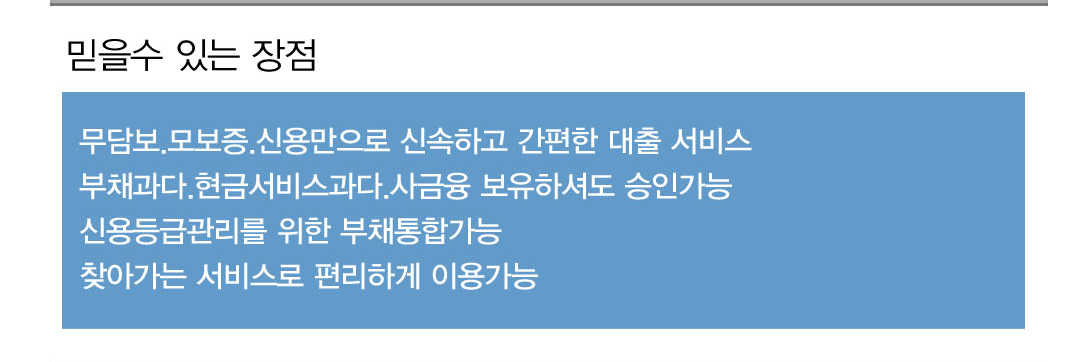 믿을수 있는 장점
무담보.모보증.신용만으로 신속하고 간편한 대출 서비스
부채과다.현금서비스과다.사금융 보유하셔도 승인가능
신용등급관리를 위한 부채통합가능
찾아가는 서비스로 편리하게 이용가능